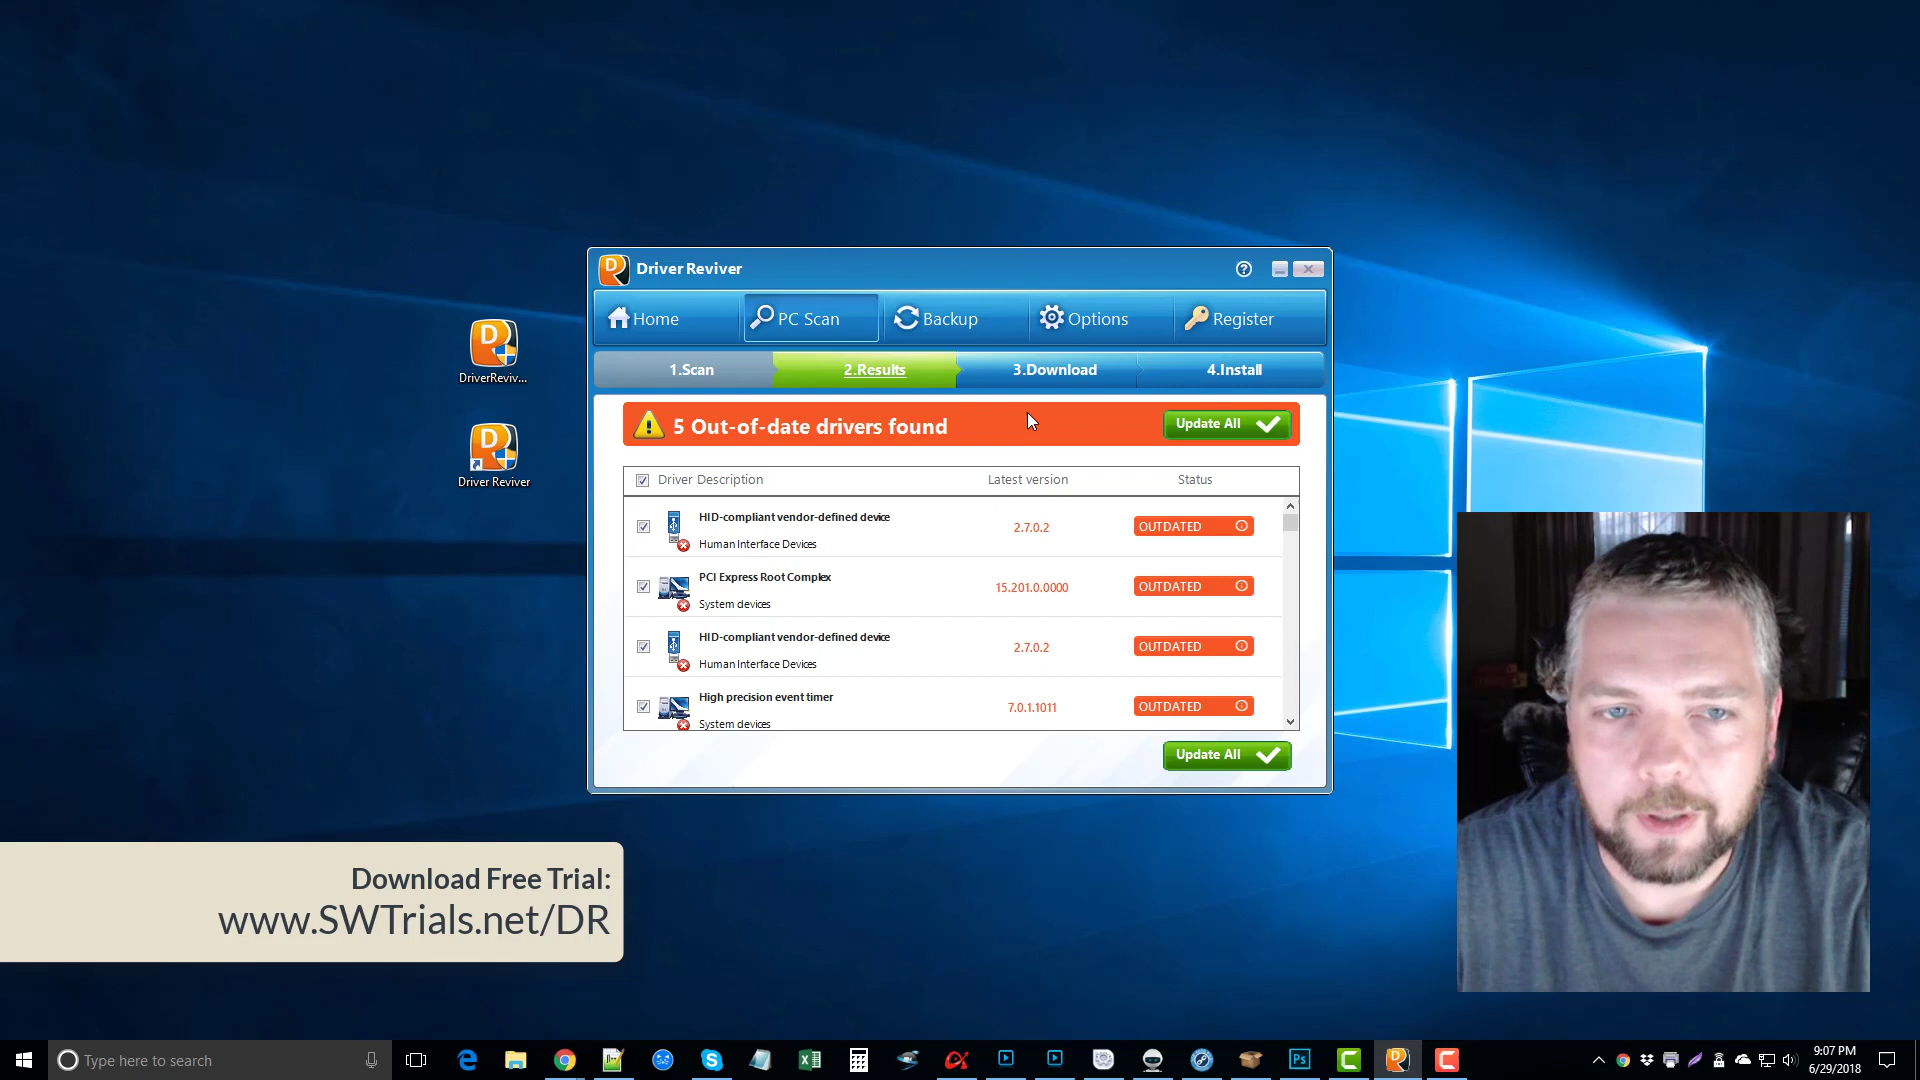 Driver Reviver
Home
PC Scan
Backup
Options
Register
1.Scan
2.Results
3.Download
4.Install
5 Out-of-date drivers found
Update All
Driver Description
Latest version
Status
HID-compliant vendor-defined device
Human Interface Devices
2.7.0.2
OUTDATED
PCI Express Root Complex
System devices
15.201.0.0000
OUTDATED
HID-compliant vendor-defined device
Human Interface Devices
2.7.0.2
OUTDATED
High precision event timer
System devices
7.0.1.1011
OUTDATED
Update All
DriverReviv...
Driver Reviver
Download Free Trial:
www.SWTrials.net/DR
Type here to search
9:07 PM
6/29/2018